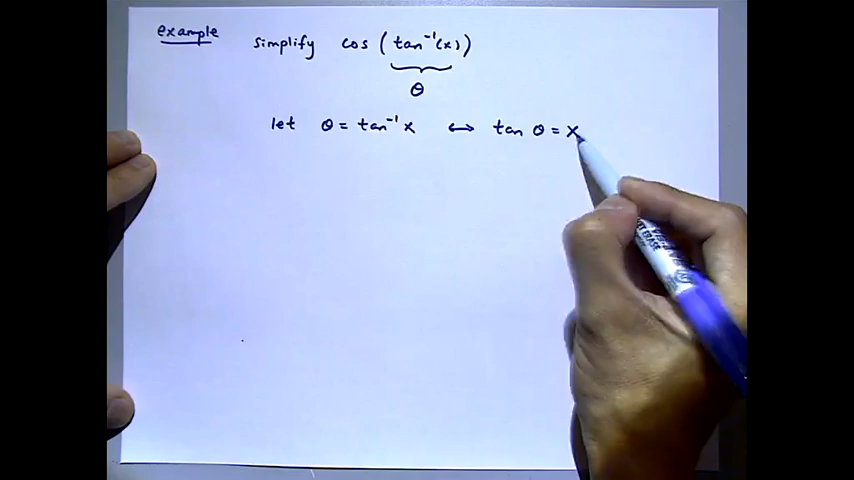 example simplify cos (tan⁻¹(x))
θ
let θ = tan⁻¹ x ↔ tan θ = x